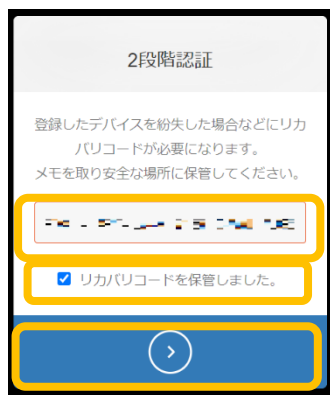 2段階認証
登録したデバイスを紛失した場合などにリカ
バリコードが必要になります。
メモを取り安全な場所に保管してください。
リカバリコードを保管しました。